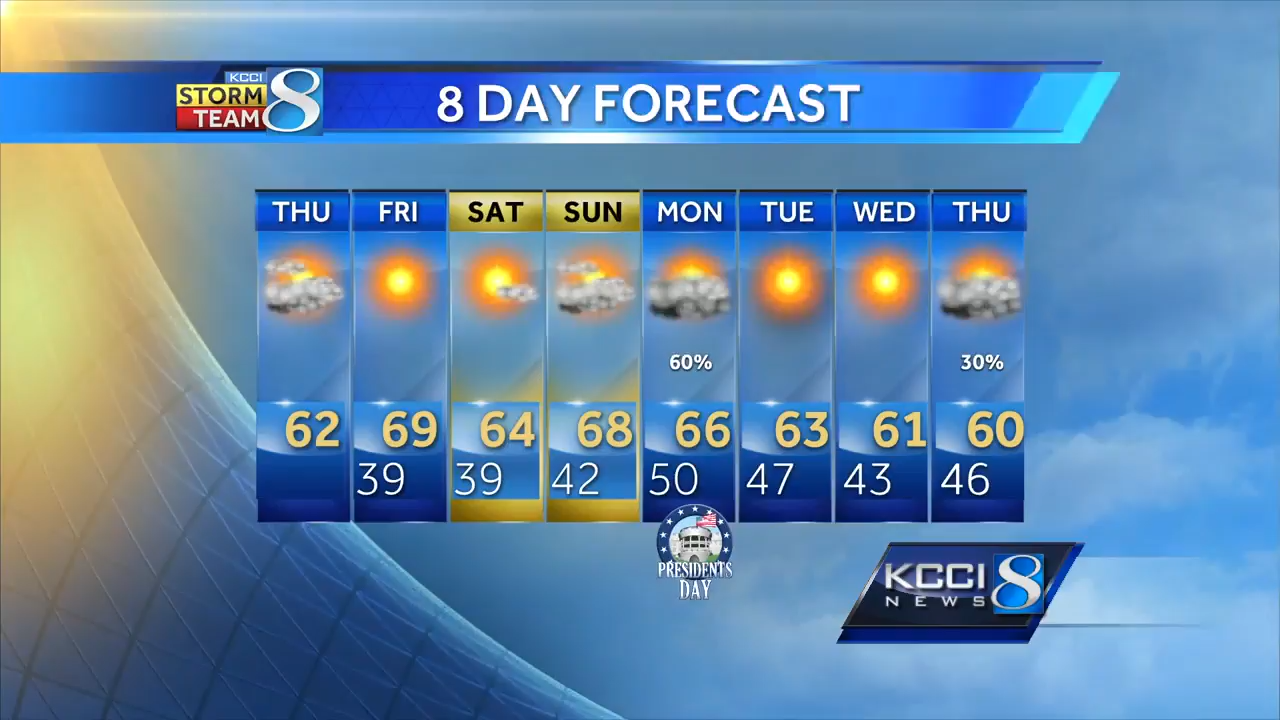 KCCI
STORM
TEAM 8
8 DAY FORECAST
THU FRI SAT SUN MON TUE WED THU
60% 30%
62 69 64 68 66 63 61 60
39 39 42 50 47 43 46
PRESIDENTS
DAY
KCCI 8
NEWS